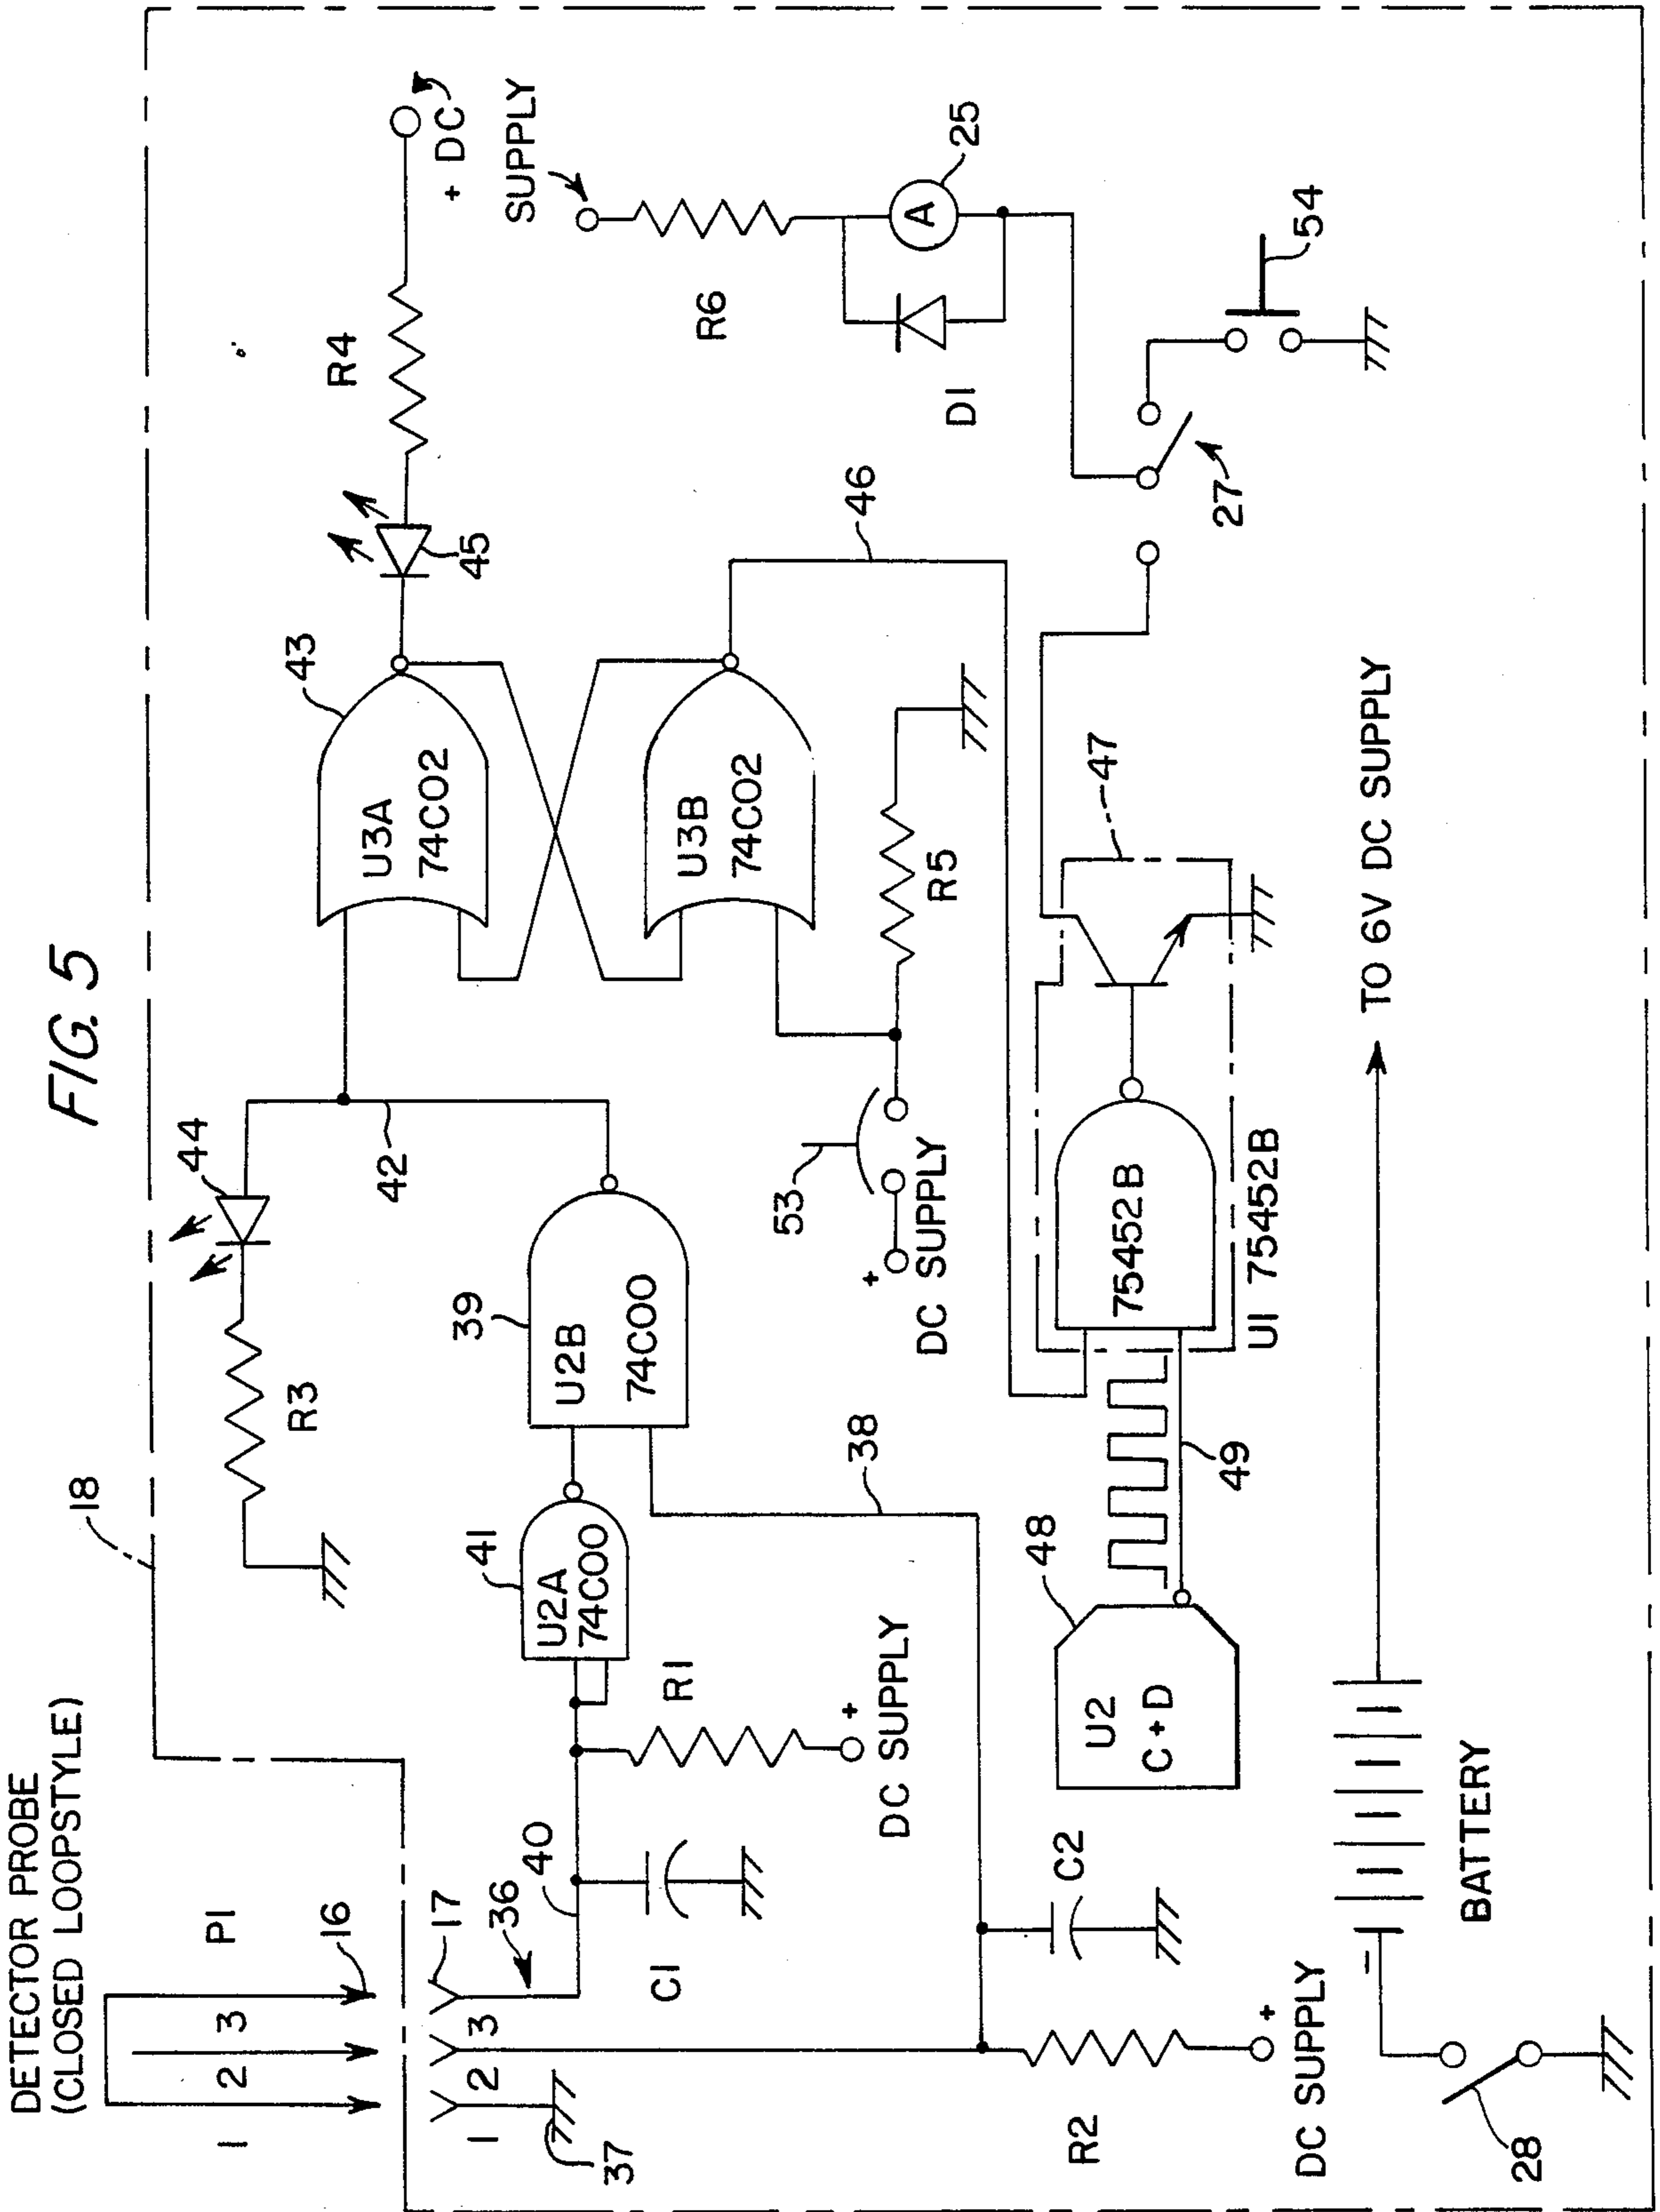 FIG. 5
DETECTOR PROBE
(CLOSED LOOPSTYLE)
P1
1
2
3
16
17
18
1
2
3
36
37
40
C1
R1
+
DC SUPPLY
41
U2A
74C00
39
U2B
74C00
38
42
44
R3
43
U3A
74C02
U3B
74C02
45
R4
+ DC
SUPPLY
46
R5
53
+
DC SUPPLY
R6
A
25
D1
27
54
47
75452B
U1 75452B
49
48
U2
C + D
C2
R2
+
DC SUPPLY
28
−
BATTERY
TO 6V DC SUPPLY